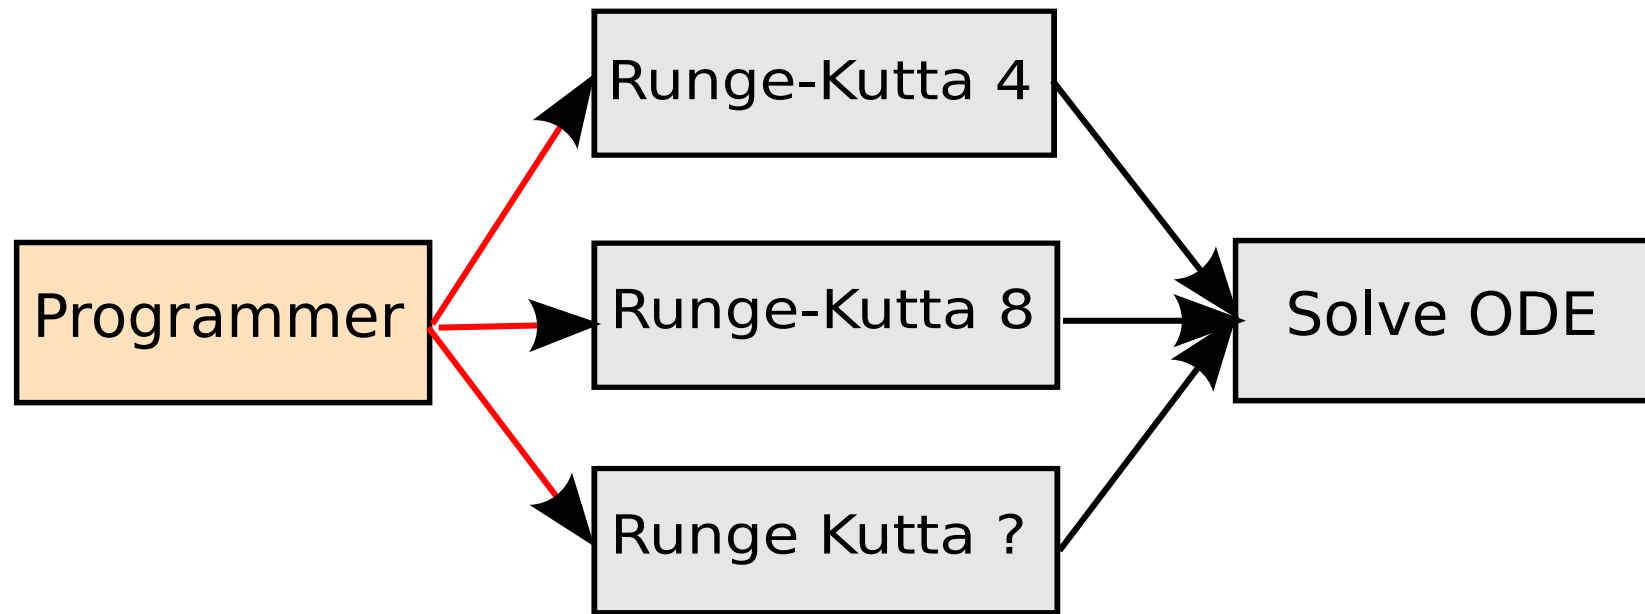 Runge-Kutta 4
Programmer
Runge-Kutta 8
Solve ODE
Runge Kutta ?